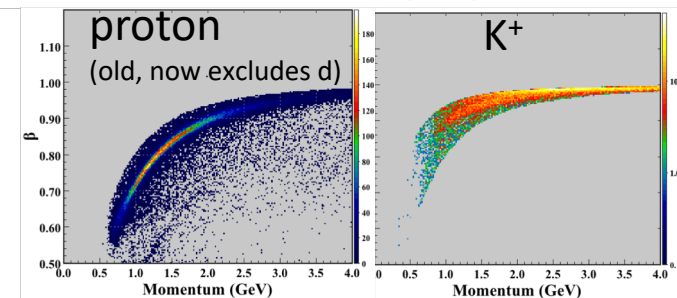 proton
(old, now excludes d)
K+
1.10
1.00
0.90
0.80
0.70
0.60
0.50
β
0.0 0.5 1.0 1.5 2.0 2.5 3.0 3.5 4.0
Momentum (GeV)
180
160
140
120
100
80
60
40
20
0
0 0.5 1.0 1.5 2.0 2.5 3.0 3.5 4.0
Momentum (GeV)